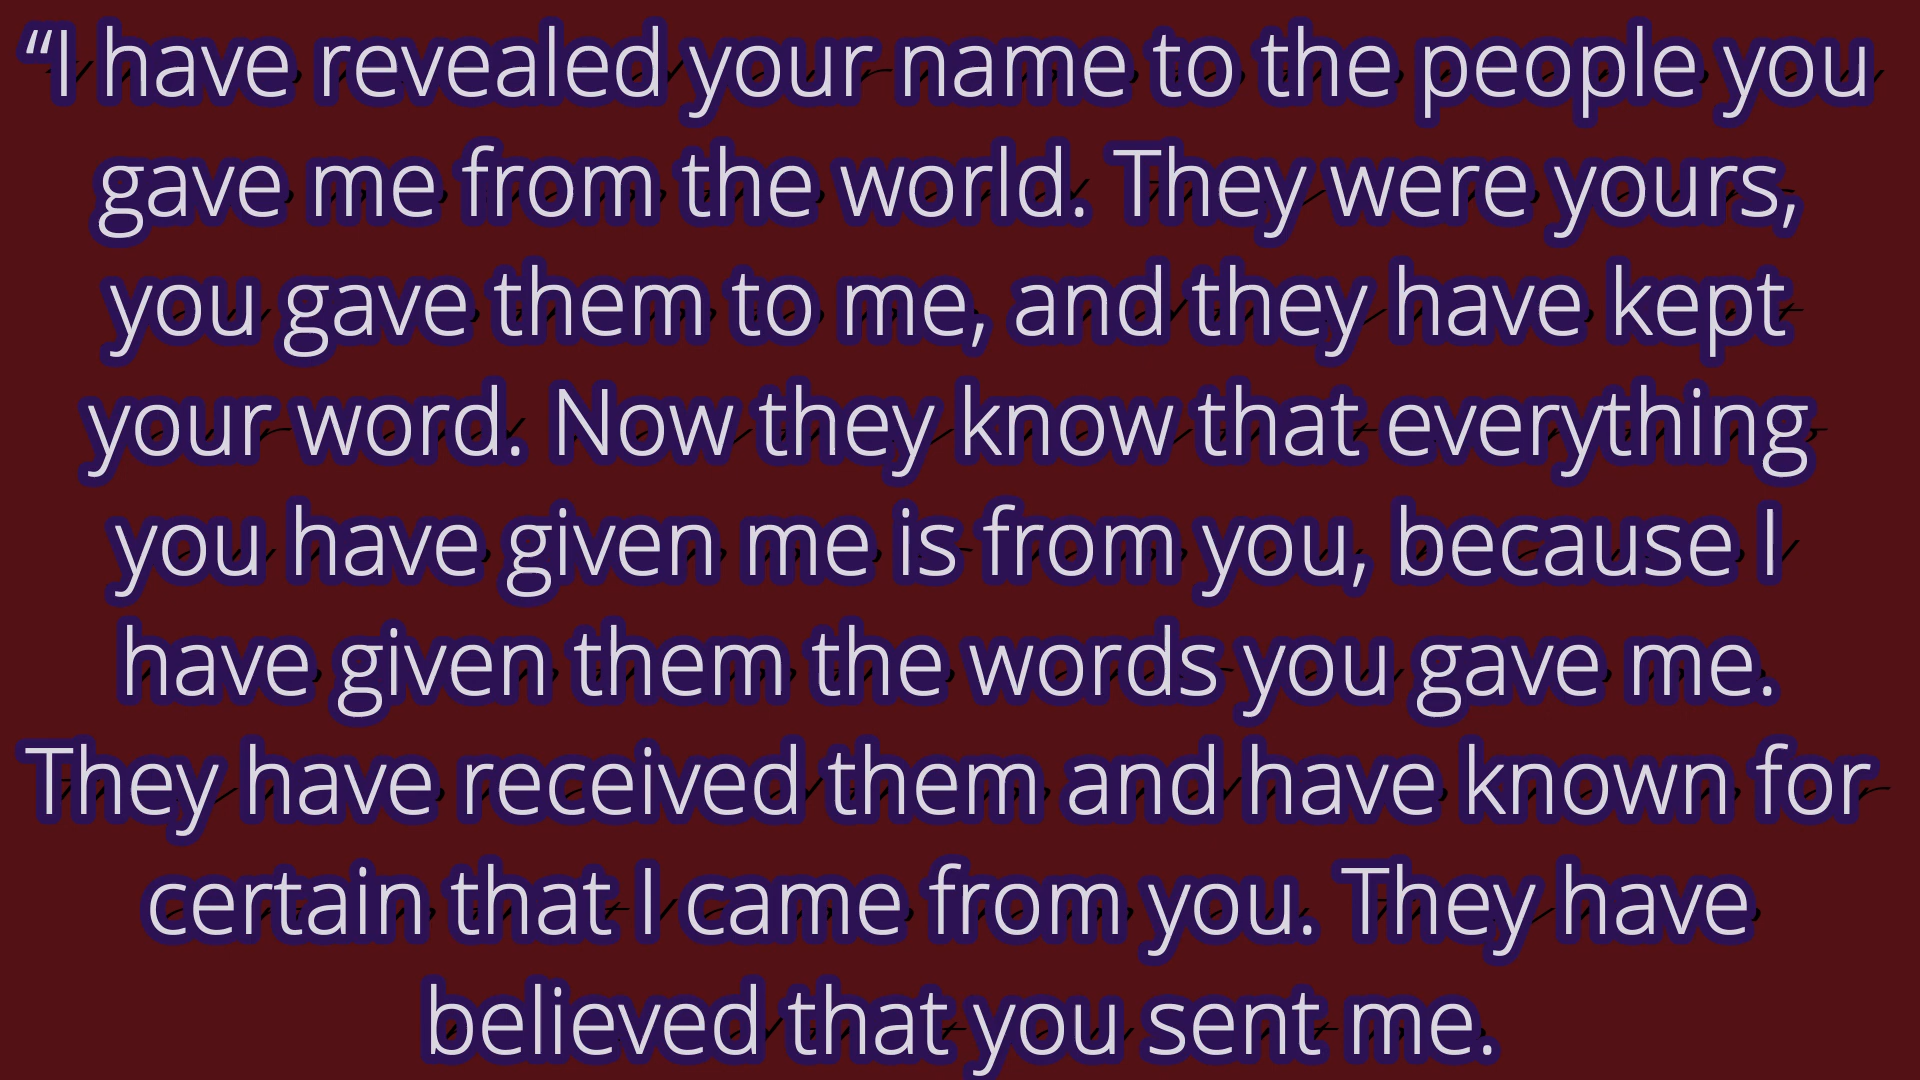 “I have revealed your name to the people you
gave me from the world. They were yours,
you gave them to me, and they have kept
your word. Now they know that everything
you have given me is from you, because I
have given them the words you gave me.
They have received them and have known for
certain that I came from you. They have
believed that you sent me.